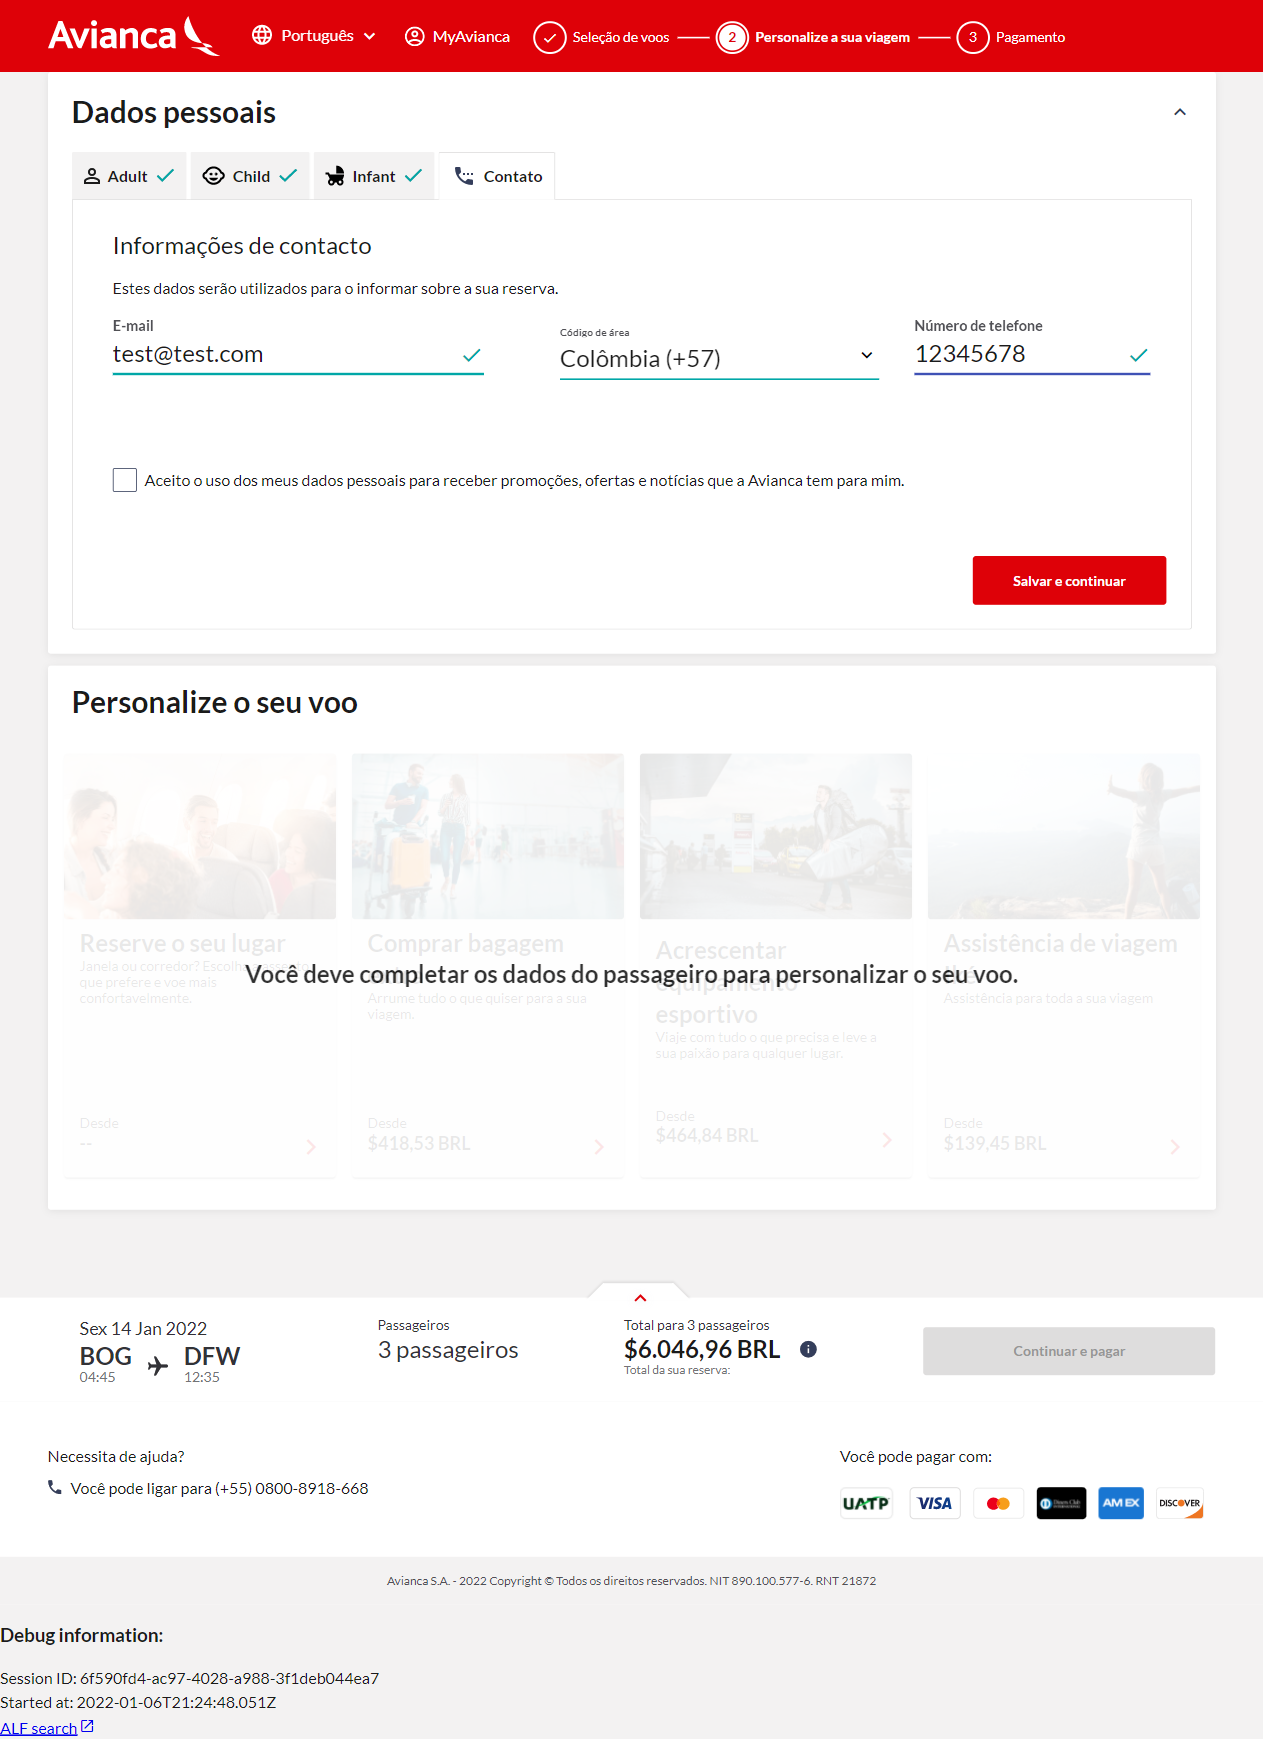 Avianca
Português
MyAvianca
Seleção de voos
2
Personalize a sua viagem
3
Pagamento
Dados pessoais
Adult
Child
Infant
Contato
Informações de contacto
Estes dados serão utilizados para o informar sobre a sua reserva.
E-mail
test@test.com
Código de área
Colômbia (+57)
Número de telefone
12345678
Aceito o uso dos meus dados pessoais para receber promoções, ofertas e notícias que a Avianca tem para mim.
Salvar e continuar
Personalize o seu voo
Você deve completar os dados do passageiro para personalizar o seu voo.
Reserve o seu lugar
Janela ou corredor? Escolha o assento
que prefere e voe mais
confortavelmente.
Desde
--
Comprar bagagem
Arrume tudo o que quiser para a sua
viagem.
Desde
$418,53 BRL
Acrescentar
equipamento
esportivo
Viaje com tudo o que precisa e leve a
sua paixão para qualquer lugar.
Desde
$464,84 BRL
Assistência de viagem
Assistência para toda a sua viagem
Desde
$139,45 BRL
Sex 14 Jan 2022
BOG
DFW
04:45
12:35
Passageiros
3 passageiros
Total para 3 passageiros
$6.046,96 BRL
Total da sua reserva:
Continuar e pagar
Necessita de ajuda?
Você pode ligar para (+55) 0800-8918-668
Você pode pagar com:
UATP
VISA
Diners Club
AMEX
DISCOVER
Avianca S.A. - 2022 Copyright © Todos os direitos reservados. NIT 890.100.577-6. RNT 21872
Debug information:
Session ID: 6f590fd4-ac97-4028-a988-3f1deb044ea7
Started at: 2022-01-06T21:24:48.051Z
ALF search